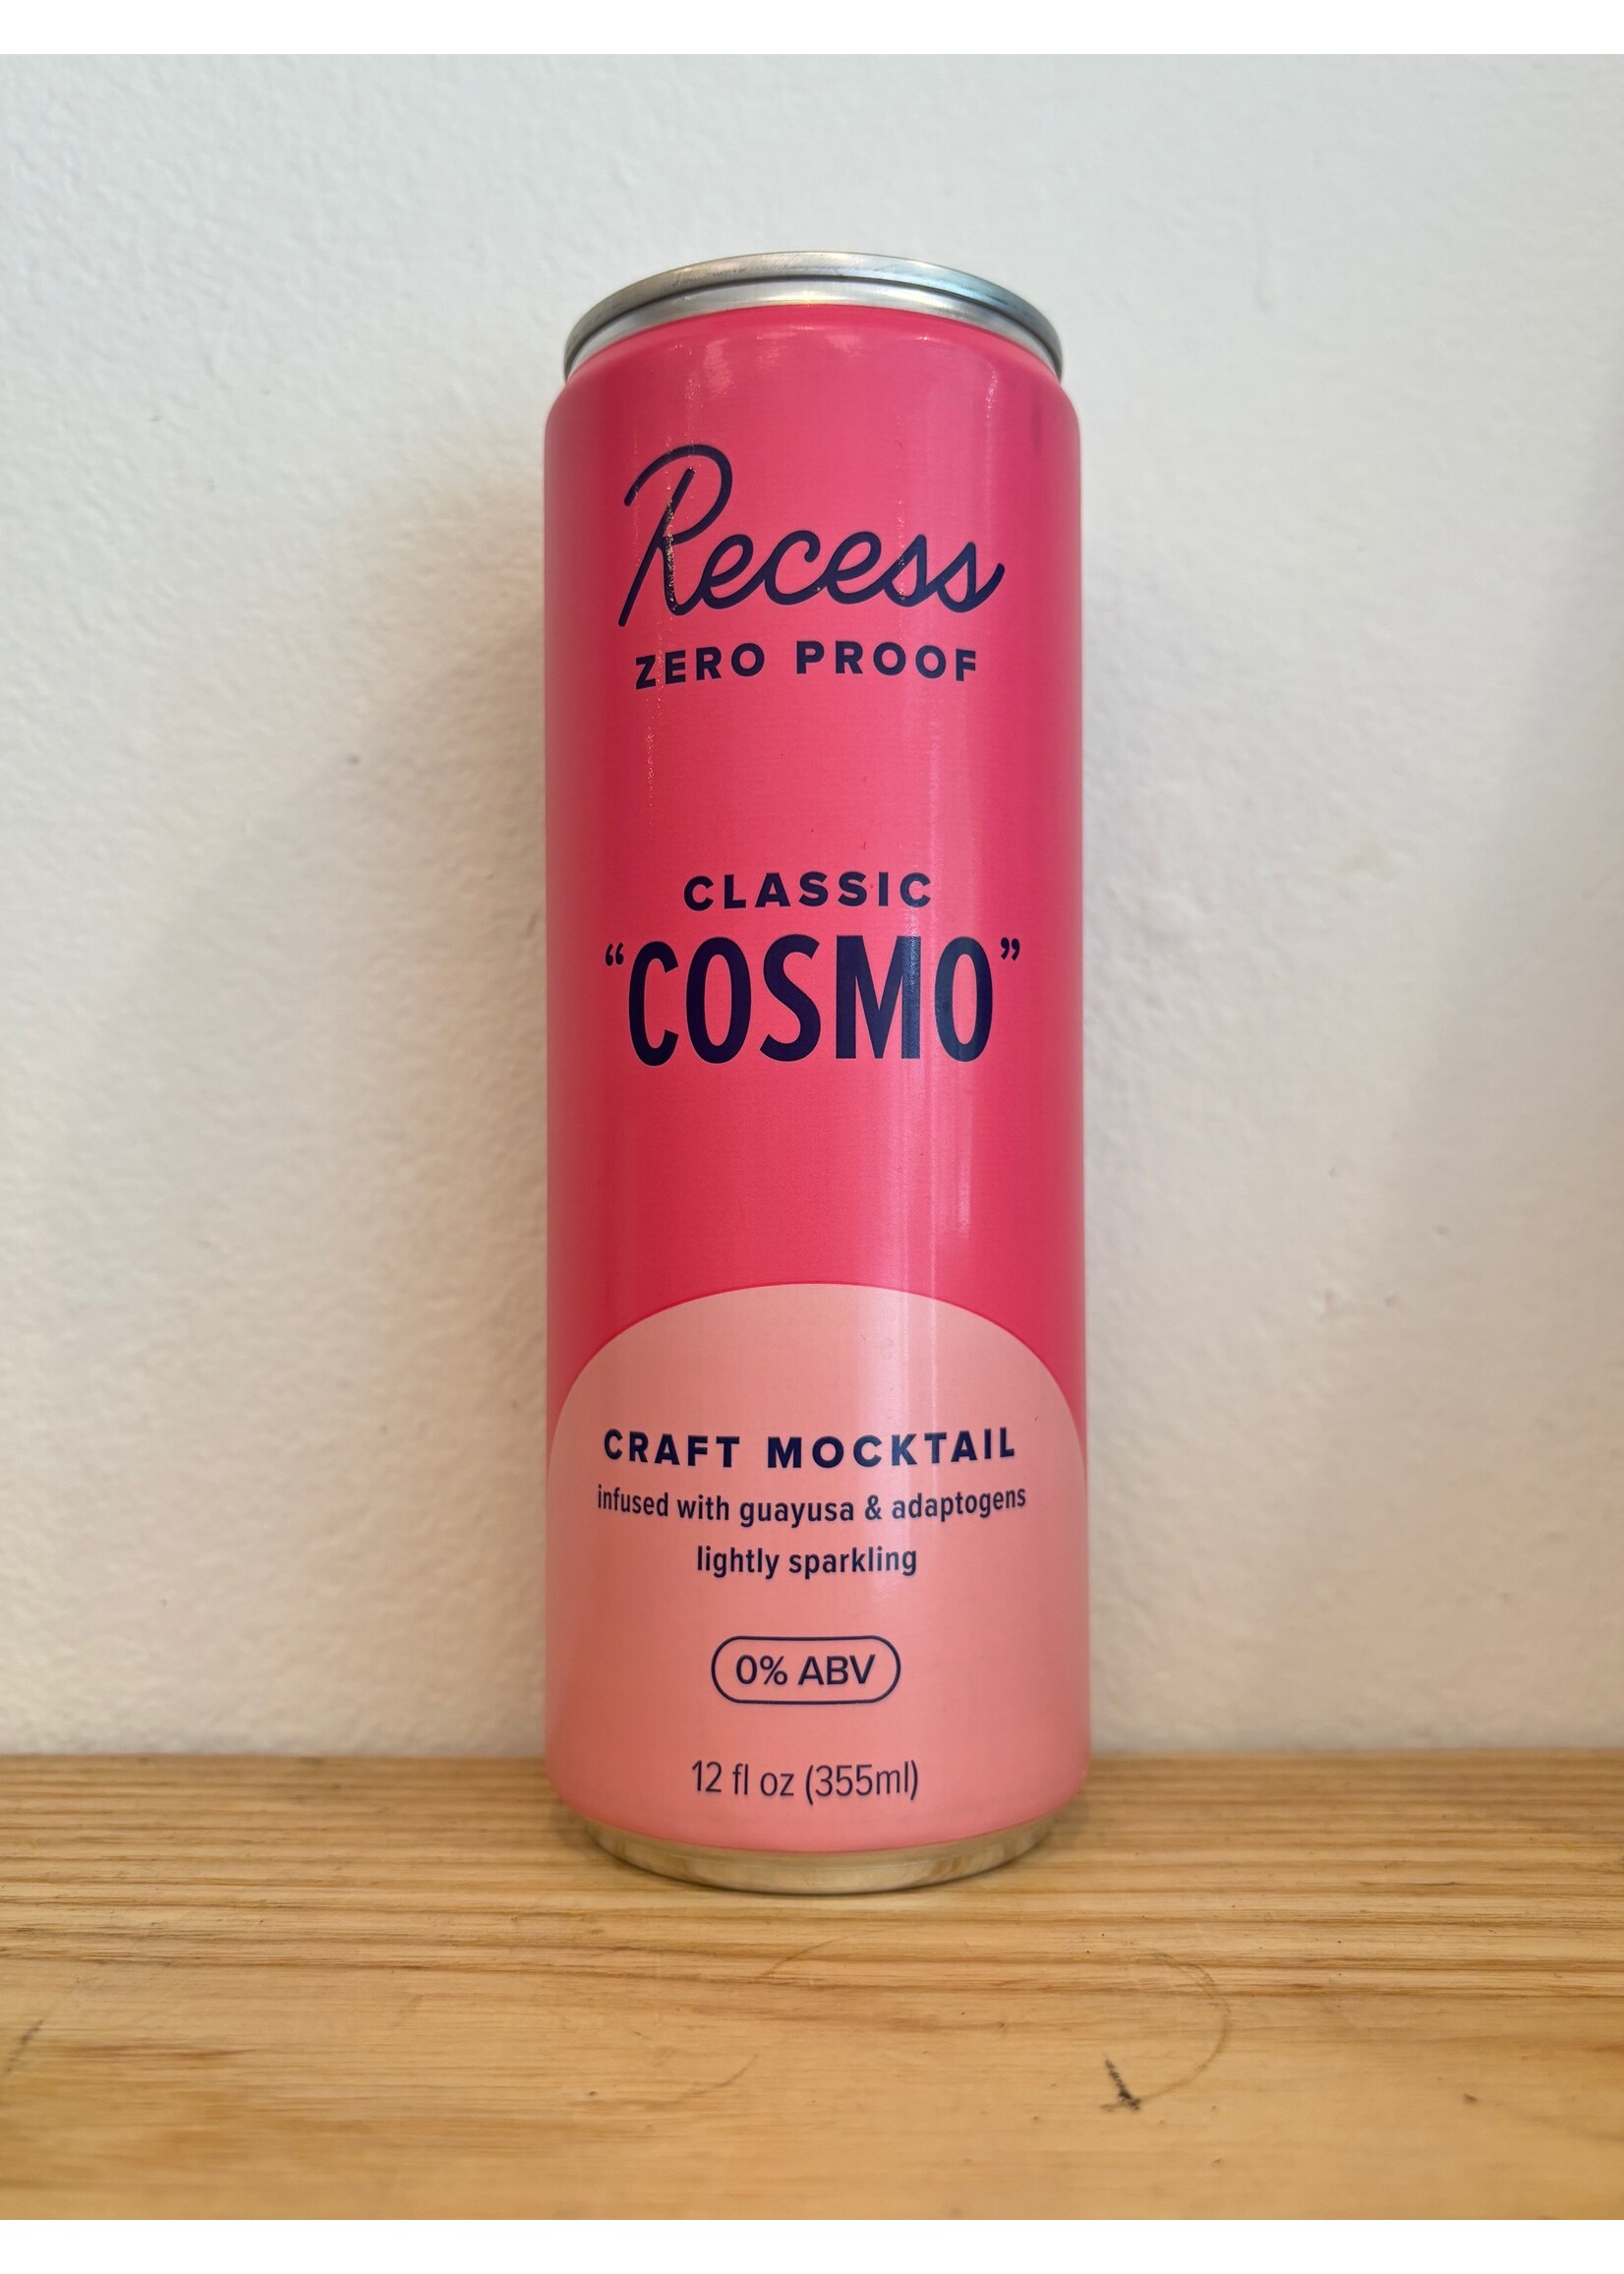 Recess
ZERO PROOF
CLASSIC
“COSMO”
CRAFT MOCKTAIL
infused with guayusa & adaptogens
lightly sparkling
0% ABV
12 fl oz (355ml)